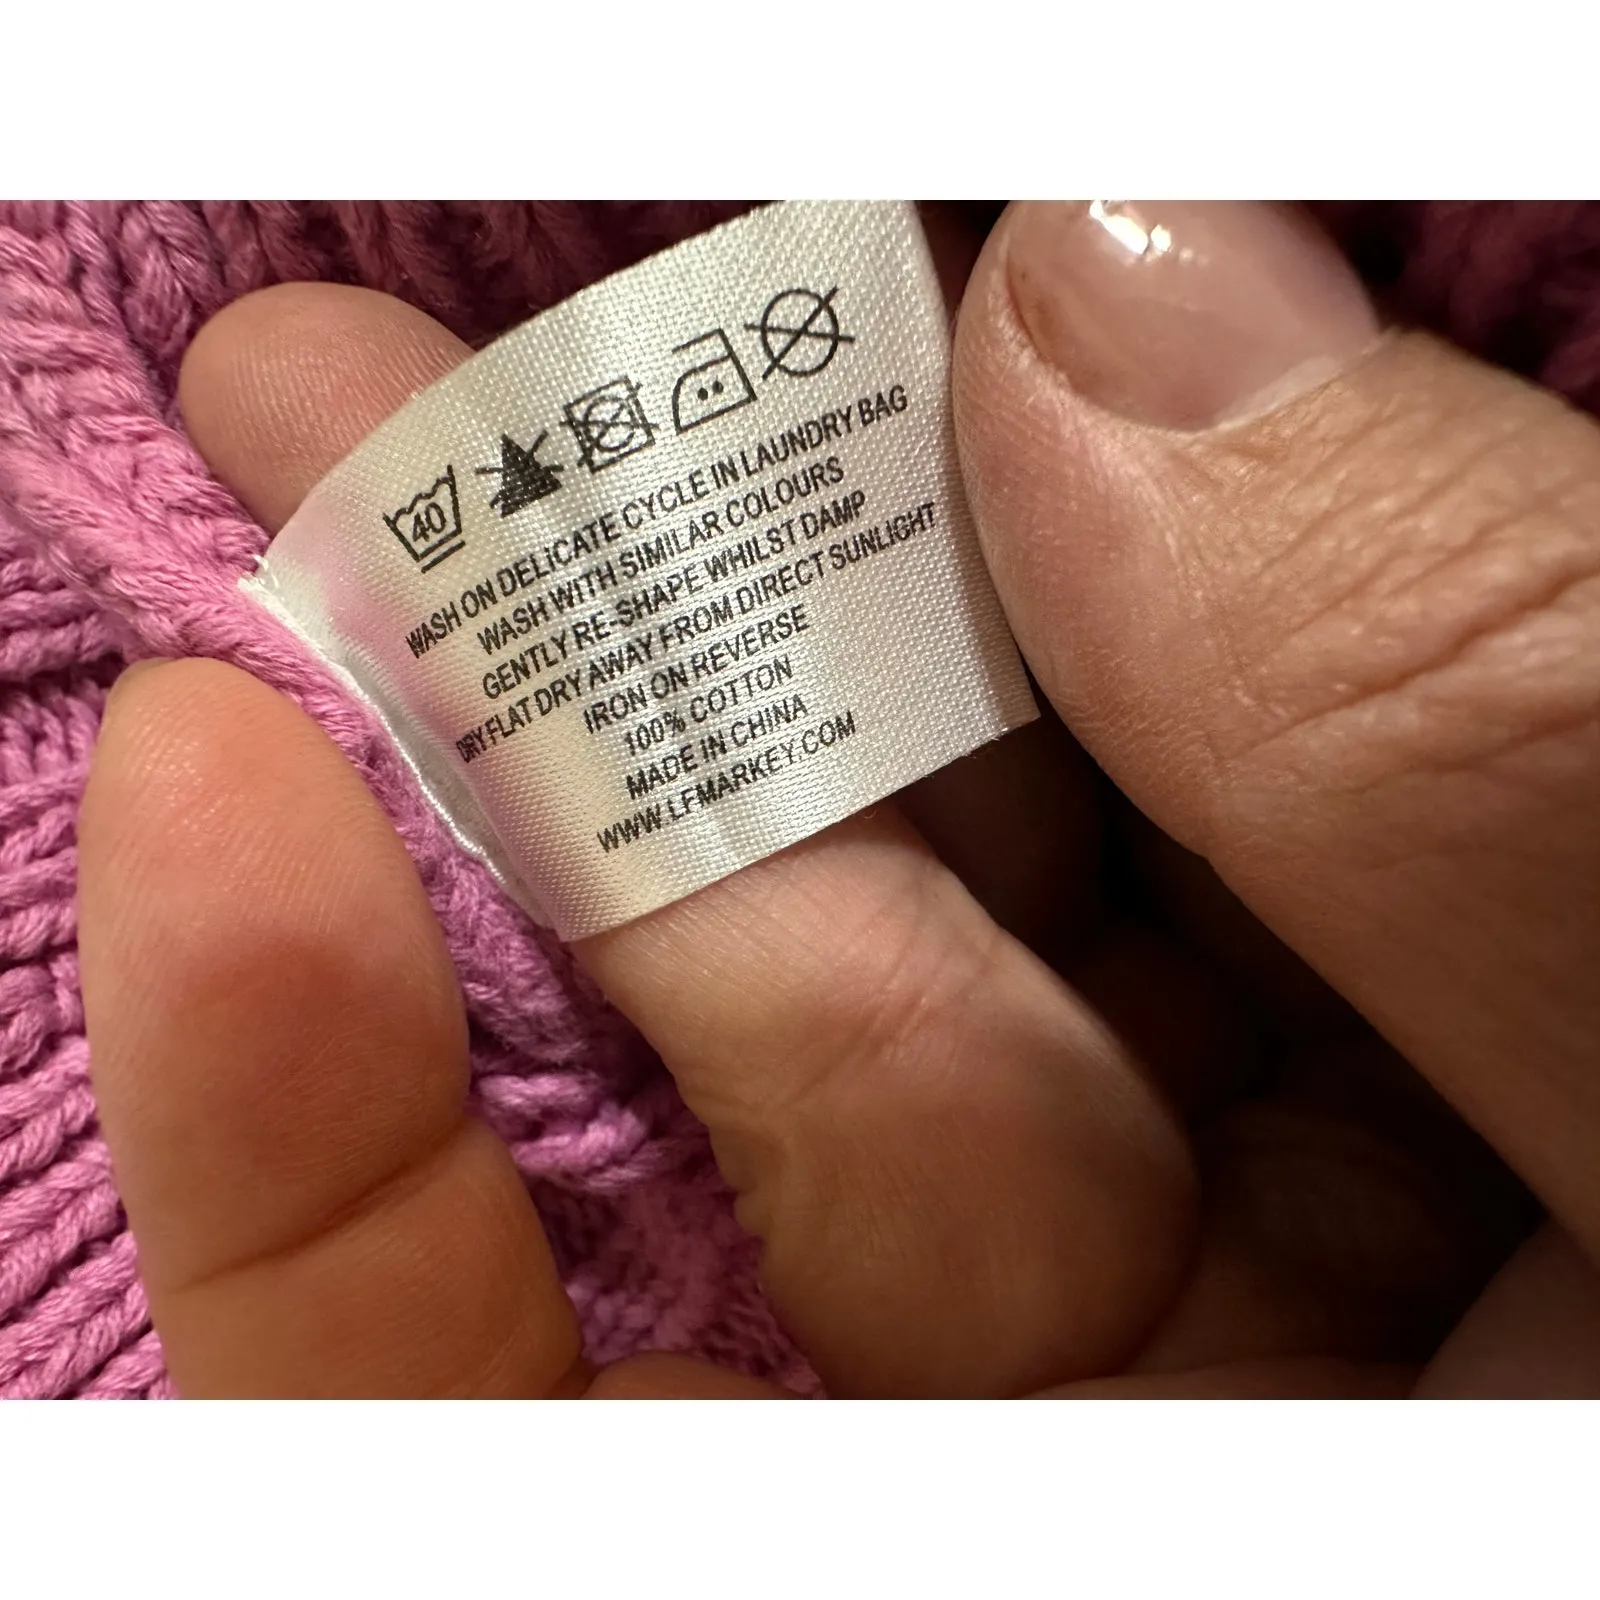 40
WASH ON DELICATE CYCLE IN LAUNDRY BAG
WASH WITH SIMILAR COLOURS
GENTLY RE-SHAPE WHILST DAMP
DRY FLAT DRY AWAY FROM DIRECT SUNLIGHT
IRON ON REVERSE
100% COTTON
MADE IN CHINA
WWW.LFMARKEY.COM